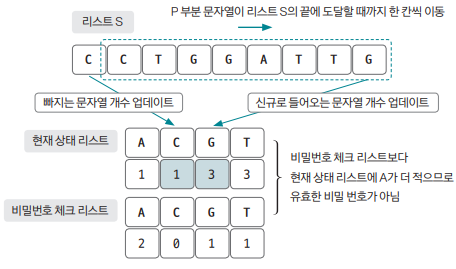 P 부분 문자열이 리스트 S의 끝에 도달할 때까지 한 칸씩 이동
리스트 S
C C T G G A T T G
빠지는 문자열 개수 업데이트
신규로 들어오는 문자열 개수 업데이트
현재 상태 리스트
A C G T
1 1 3 3
비밀번호 체크 리스트보다
현재 상태 리스트에 A가 더 적으므로
유효한 비밀 번호가 아님
비밀번호 체크 리스트
A C G T
2 0 1 1